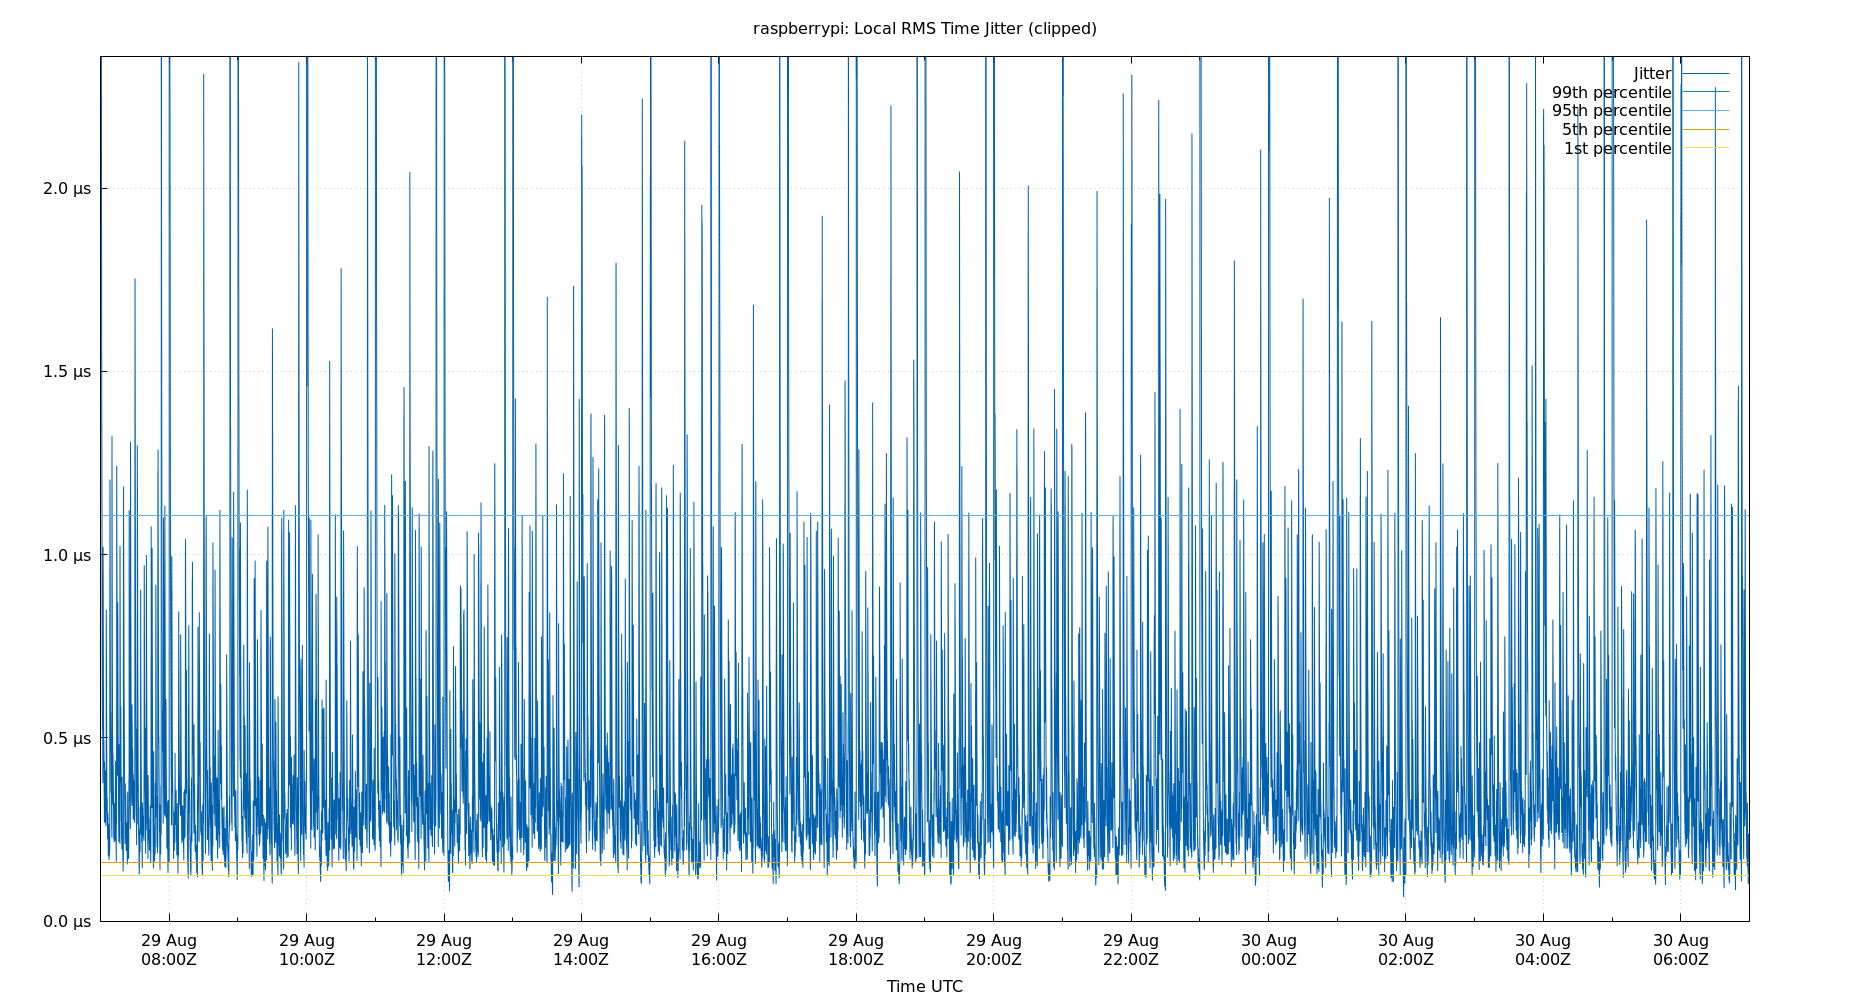 raspberrypi: Local RMS Time Jitter (clipped)
Jitter
99th percentile
95th percentile
5th percentile
1st percentile
2.0 µs
1.5 µs
1.0 µs
0.5 µs
0.0 µs
29 Aug 29 Aug 29 Aug 29 Aug 29 Aug 29 Aug 29 Aug 29 Aug 30 Aug 30 Aug 30 Aug 30 Aug
08:00Z 10:00Z 12:00Z 14:00Z 16:00Z 18:00Z 20:00Z 22:00Z 00:00Z 02:00Z 04:00Z 06:00Z
Time UTC